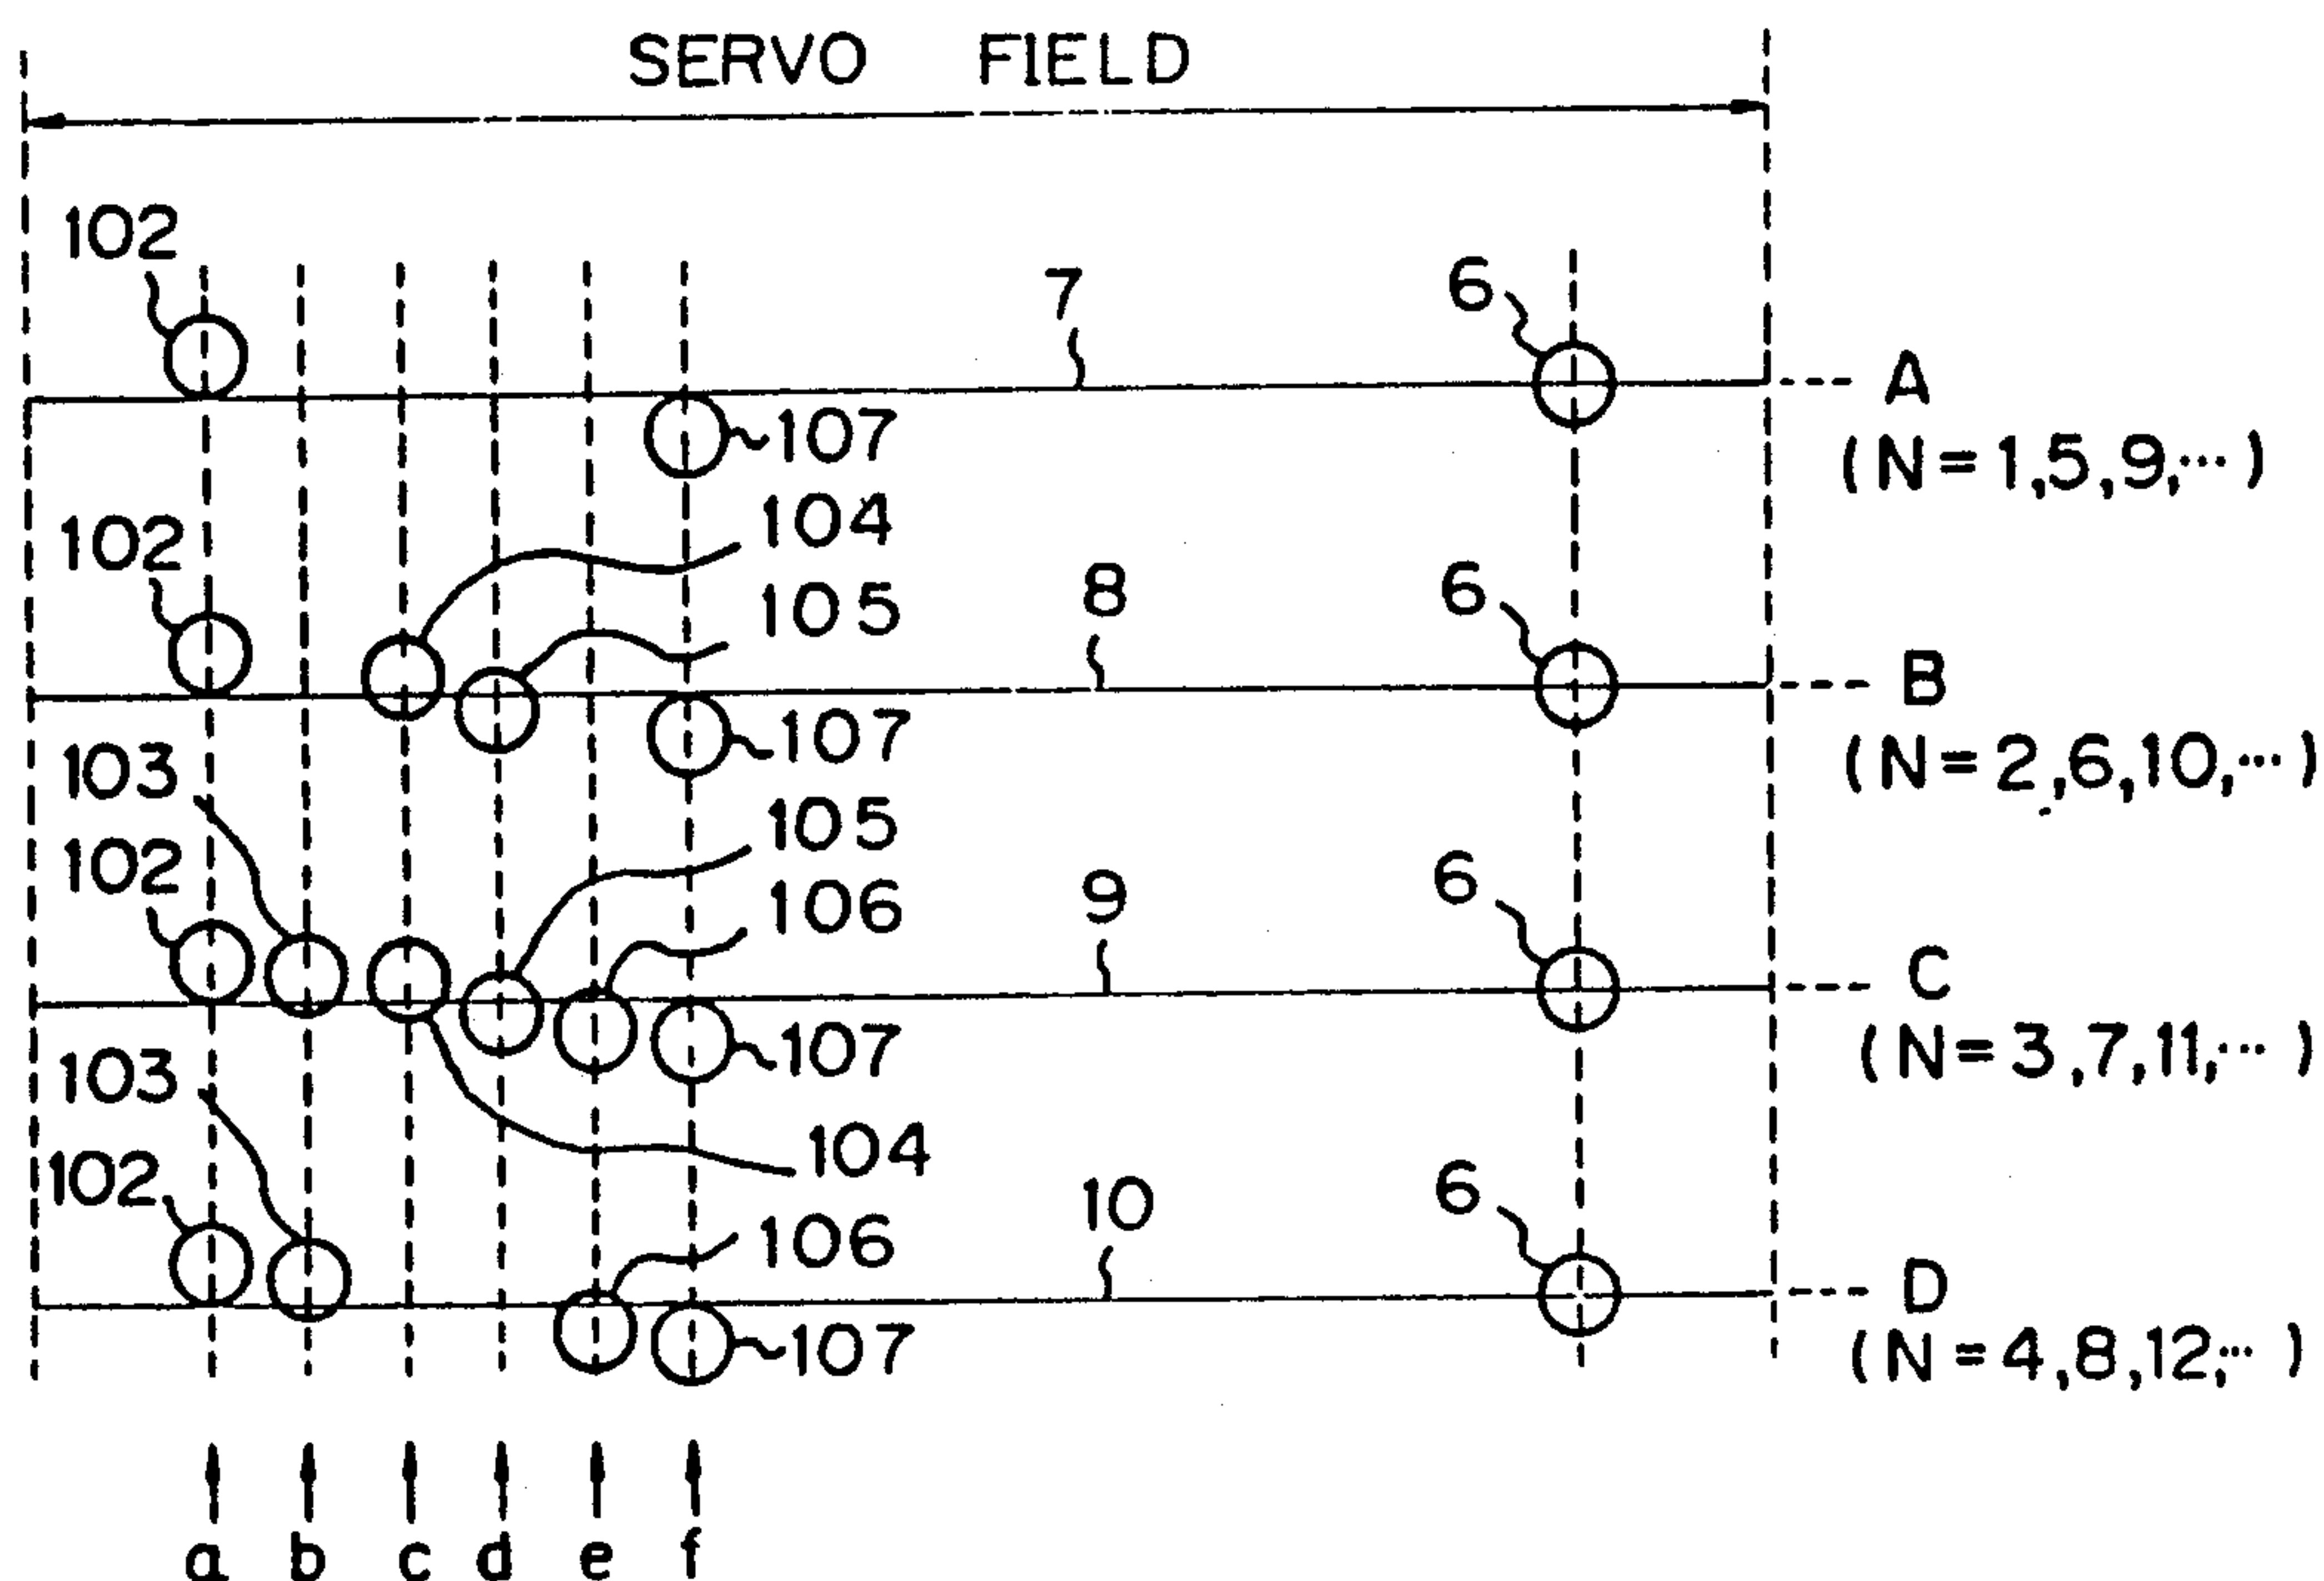 SERVO FIELD
102
7
6
A
107
(N=1,5,9,…)
104
102
105
8
6
B
107
(N=2,6,10,…)
103
105
102
106
9
6
C
107
(N=3,7,11,…)
103
104
102
10
6
106
D
107
(N=4,8,12,…)
a b c d e f